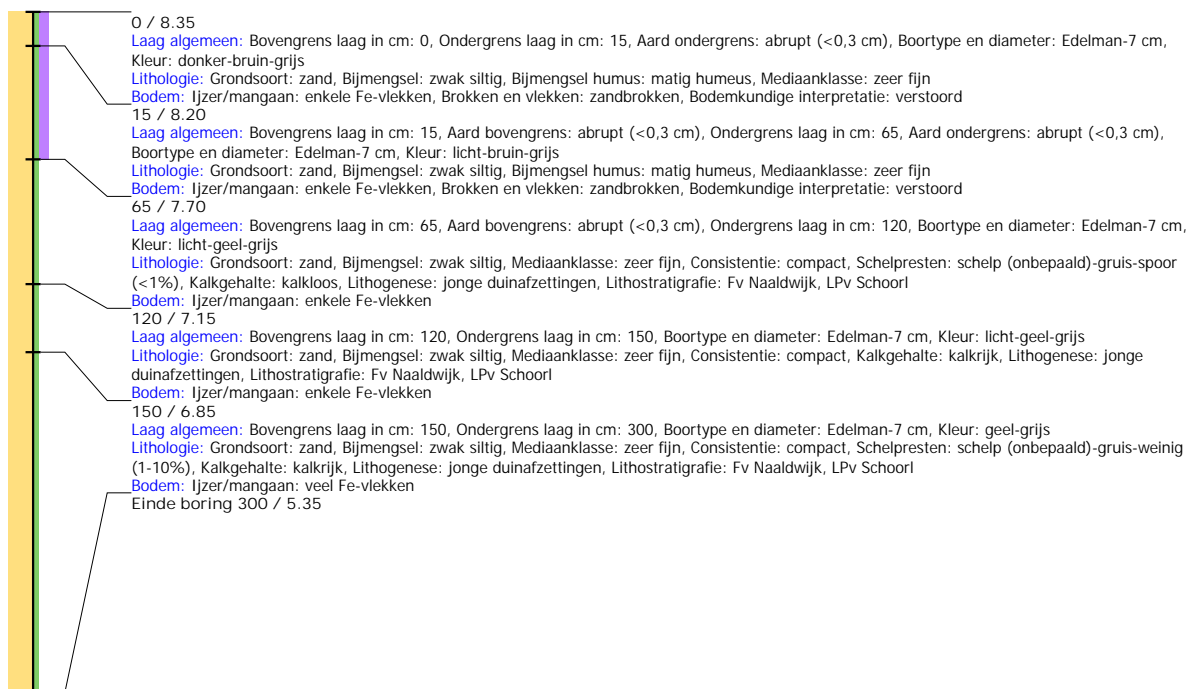 0 / 8.35
Laag algemeen: Bovengrens laag in cm: 0, Ondergrens laag in cm: 15, Aard ondergrens: abrupt (<0,3 cm), Boortype en diameter: Edelman-7 cm,
Kleur: donker-bruin-grijs
Lithologie: Grondsoort: zand, Bijmengsel: zwak siltig, Bijmengsel humus: matig humeus, Mediaanklasse: zeer fijn
Bodem: Ijzer/mangaan: enkele Fe-vlekken, Brokken en vlekken: zandbrokken, Bodemkundige interpretatie: verstoord
15 / 8.20
Laag algemeen: Bovengrens laag in cm: 15, Aard bovengrens: abrupt (<0,3 cm), Ondergrens laag in cm: 65, Aard ondergrens: abrupt (<0,3 cm),
Boortype en diameter: Edelman-7 cm, Kleur: licht-bruin-grijs
Lithologie: Grondsoort: zand, Bijmengsel: zwak siltig, Bijmengsel humus: matig humeus, Mediaanklasse: zeer fijn
Bodem: Ijzer/mangaan: enkele Fe-vlekken, Brokken en vlekken: zandbrokken, Bodemkundige interpretatie: verstoord
65 / 7.70
Laag algemeen: Bovengrens laag in cm: 65, Aard bovengrens: abrupt (<0,3 cm), Ondergrens laag in cm: 120, Boortype en diameter: Edelman-7 cm,
Kleur: licht-geel-grijs
Lithologie: Grondsoort: zand, Bijmengsel: zwak siltig, Mediaanklasse: zeer fijn, Consistentie: compact, Schelpresten: schelp (onbepaald)-gruis-spoor
(<1%), Kalkgehalte: kalkloos, Lithogenese: jonge duinafzettingen, Lithostratigrafie: Fv Naaldwijk, LPv Schoorl
Bodem: Ijzer/mangaan: enkele Fe-vlekken
120 / 7.15
Laag algemeen: Bovengrens laag in cm: 120, Ondergrens laag in cm: 150, Boortype en diameter: Edelman-7 cm, Kleur: licht-geel-grijs
Lithologie: Grondsoort: zand, Bijmengsel: zwak siltig, Mediaanklasse: zeer fijn, Consistentie: compact, Kalkgehalte: kalkrijk, Lithogenese: jonge
duinafzettingen, Lithostratigrafie: Fv Naaldwijk, LPv Schoorl
Bodem: Ijzer/mangaan: enkele Fe-vlekken
150 / 6.85
Laag algemeen: Bovengrens laag in cm: 150, Ondergrens laag in cm: 300, Boortype en diameter: Edelman-7 cm, Kleur: geel-grijs
Lithologie: Grondsoort: zand, Bijmengsel: zwak siltig, Mediaanklasse: zeer fijn, Consistentie: compact, Schelpresten: schelp (onbepaald)-gruis-weinig
(1-10%), Kalkgehalte: kalkrijk, Lithogenese: jonge duinafzettingen, Lithostratigrafie: Fv Naaldwijk, LPv Schoorl
Bodem: Ijzer/mangaan: veel Fe-vlekken
Einde boring 300 / 5.35